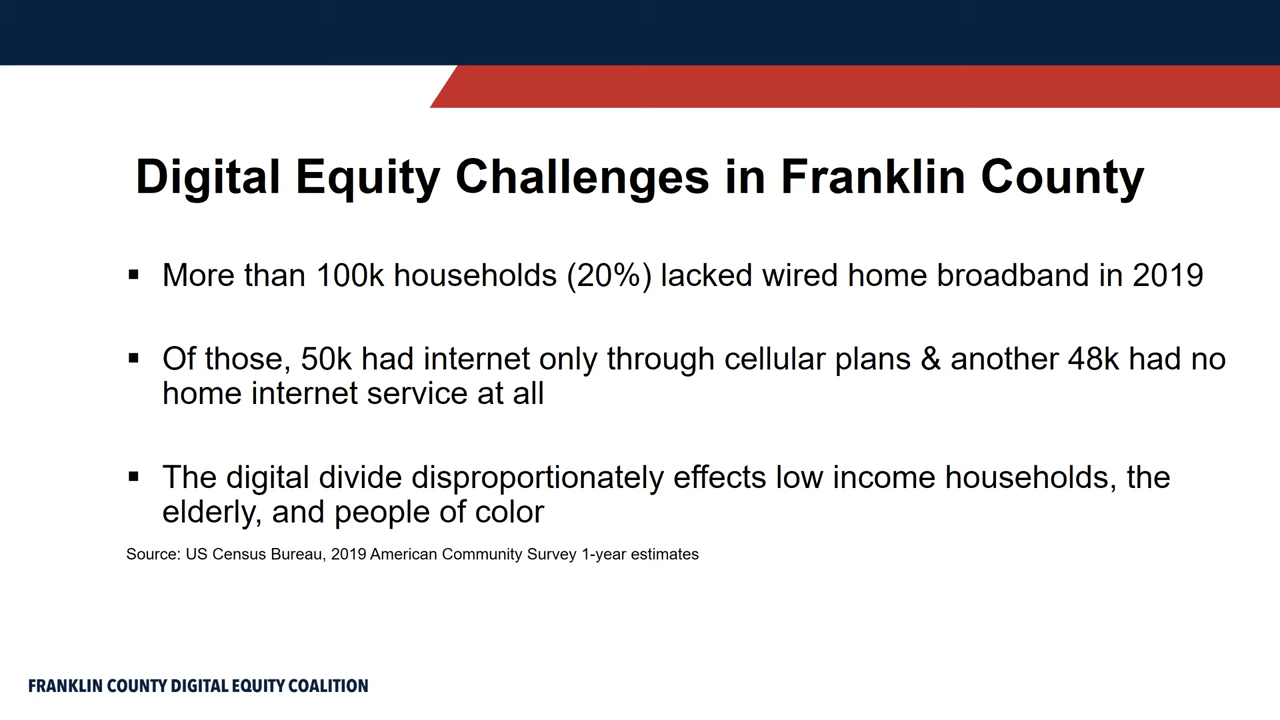 Digital Equity Challenges in Franklin County
▪ More than 100k households (20%) lacked wired home broadband in 2019
▪ Of those, 50k had internet only through cellular plans & another 48k had no
home internet service at all
▪ The digital divide disproportionately effects low income households, the
elderly, and people of color
Source: US Census Bureau, 2019 American Community Survey 1-year estimates
FRANKLIN COUNTY DIGITAL EQUITY COALITION